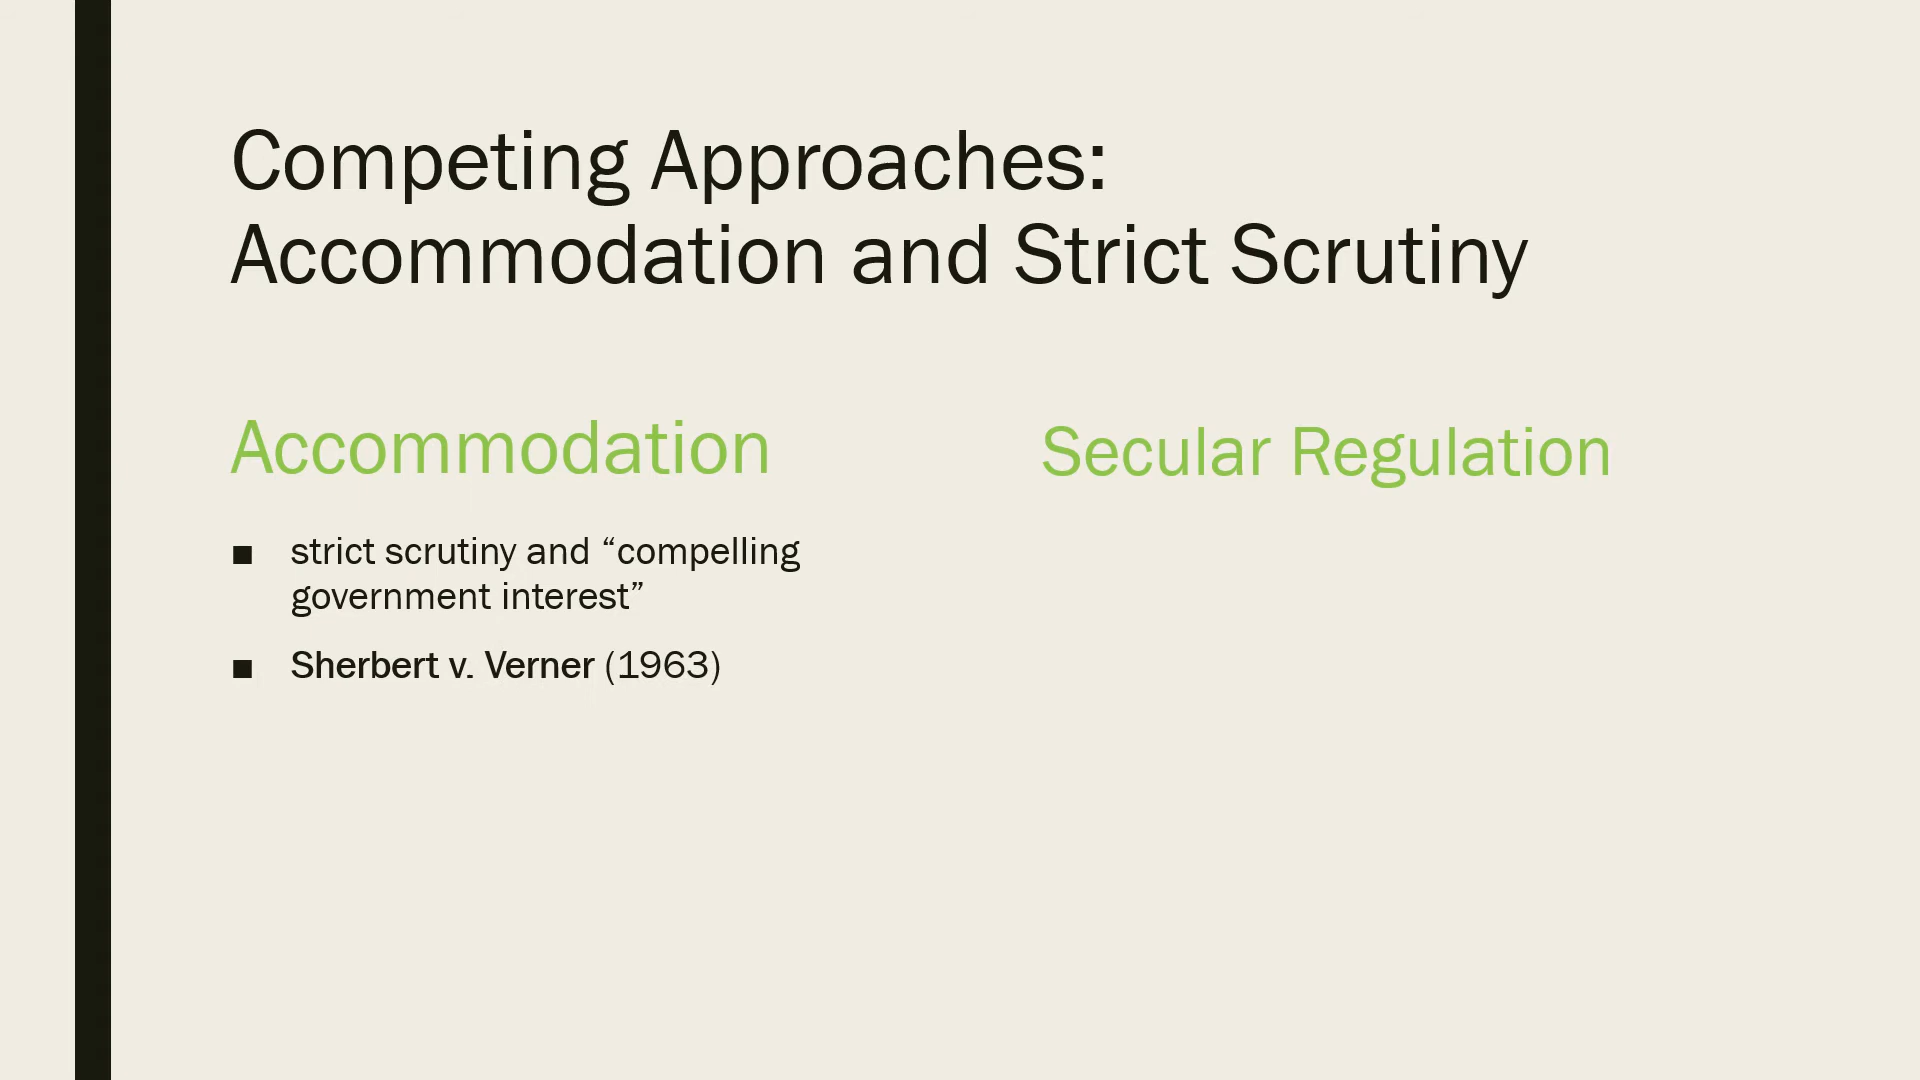 Competing Approaches:
Accommodation and Strict Scrutiny
Accommodation
■ strict scrutiny and “compelling
government interest”
■ Sherbert v. Verner (1963)
Secular Regulation